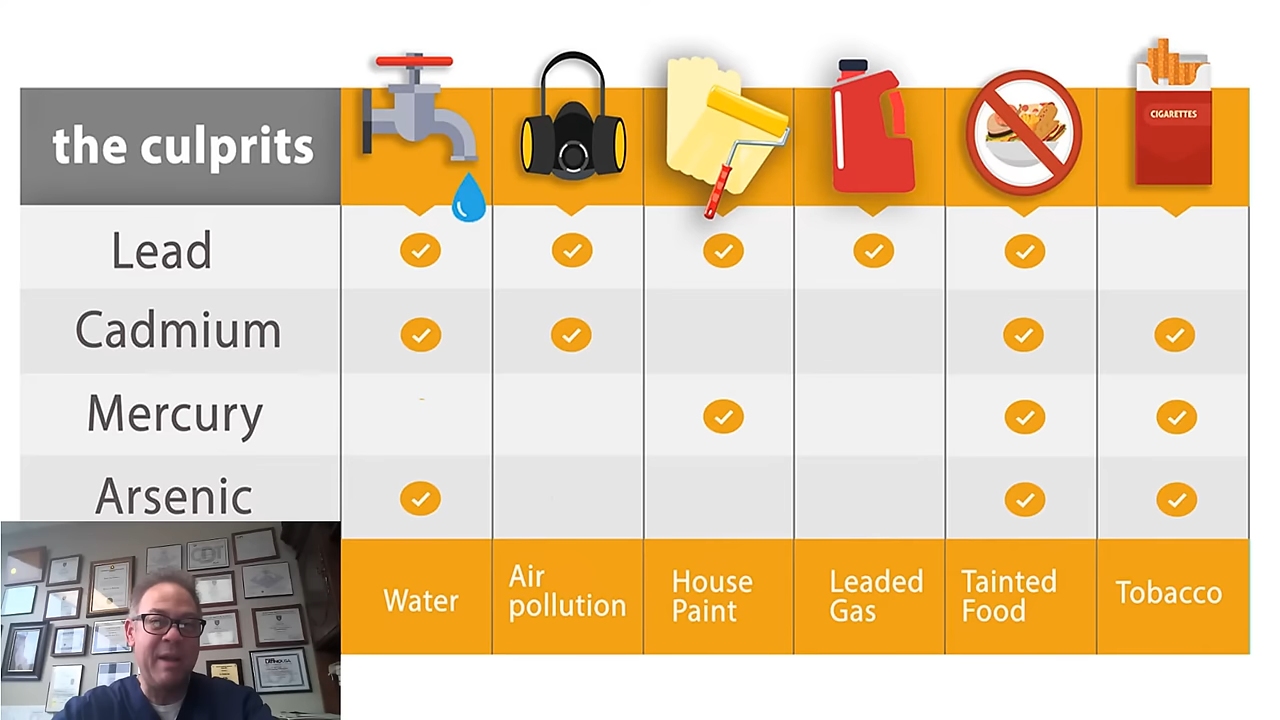 the culprits
CIGARETTES
Lead
Cadmium
Mercury
Arsenic
Water
Air
pollution
House
Paint
Leaded
Gas
Tainted
Food
Tobacco